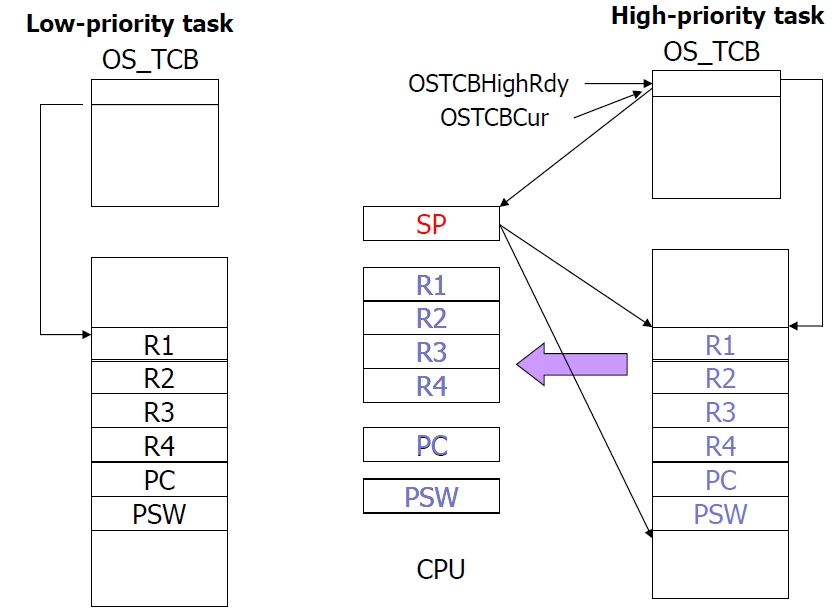 Low-priority task
OS_TCB
R1
R2
R3
R4
PC
PSW
OSTCBHighRdy
OSTCBCur
SP
R1
R2
R3
R4
PC
PSW
CPU
High-priority task
OS_TCB
R1
R2
R3
R4
PC
PSW